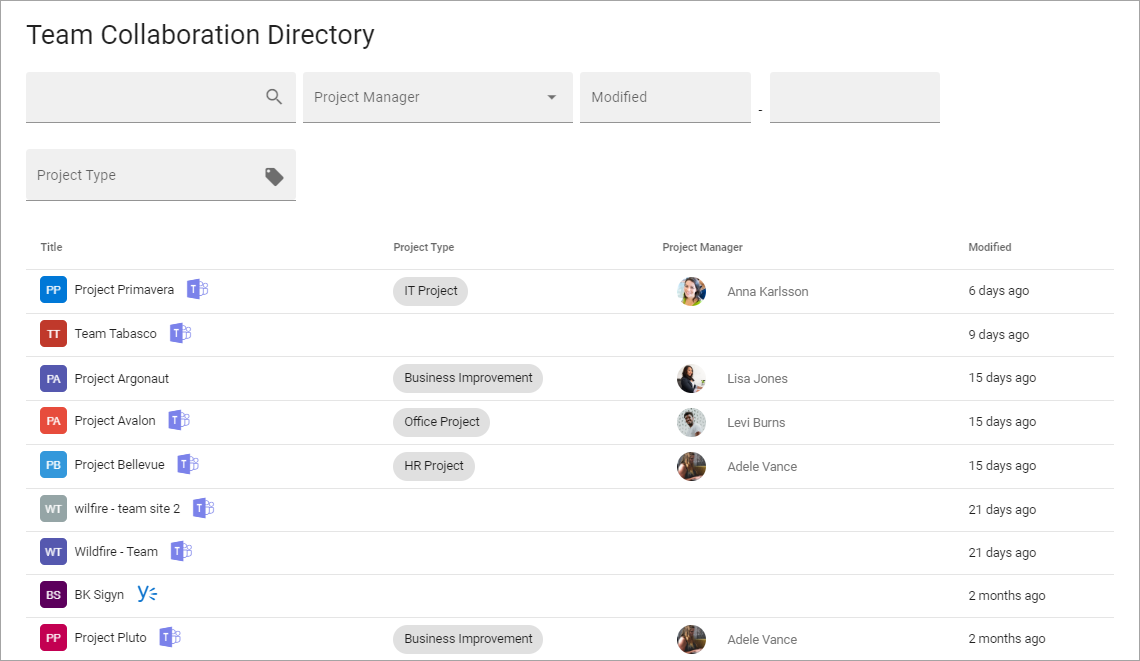 Team Collaboration Directory
Project Manager Modified -
Project Type
Title Project Type Project Manager Modified
PP Project Primavera T IT Project Anna Karlsson 6 days ago
TT Team Tabasco T 9 days ago
PA Project Argonaut Business Improvement Lisa Jones 15 days ago
PA Project Avalon T Office Project Levi Burns 15 days ago
PB Project Bellevue T HR Project Adele Vance 15 days ago
WT wilfire - team site 2 T 21 days ago
WT Wildfire - Team T 21 days ago
BS BK Sigyn 2 months ago
PP Project Pluto T Business Improvement Adele Vance 2 months ago